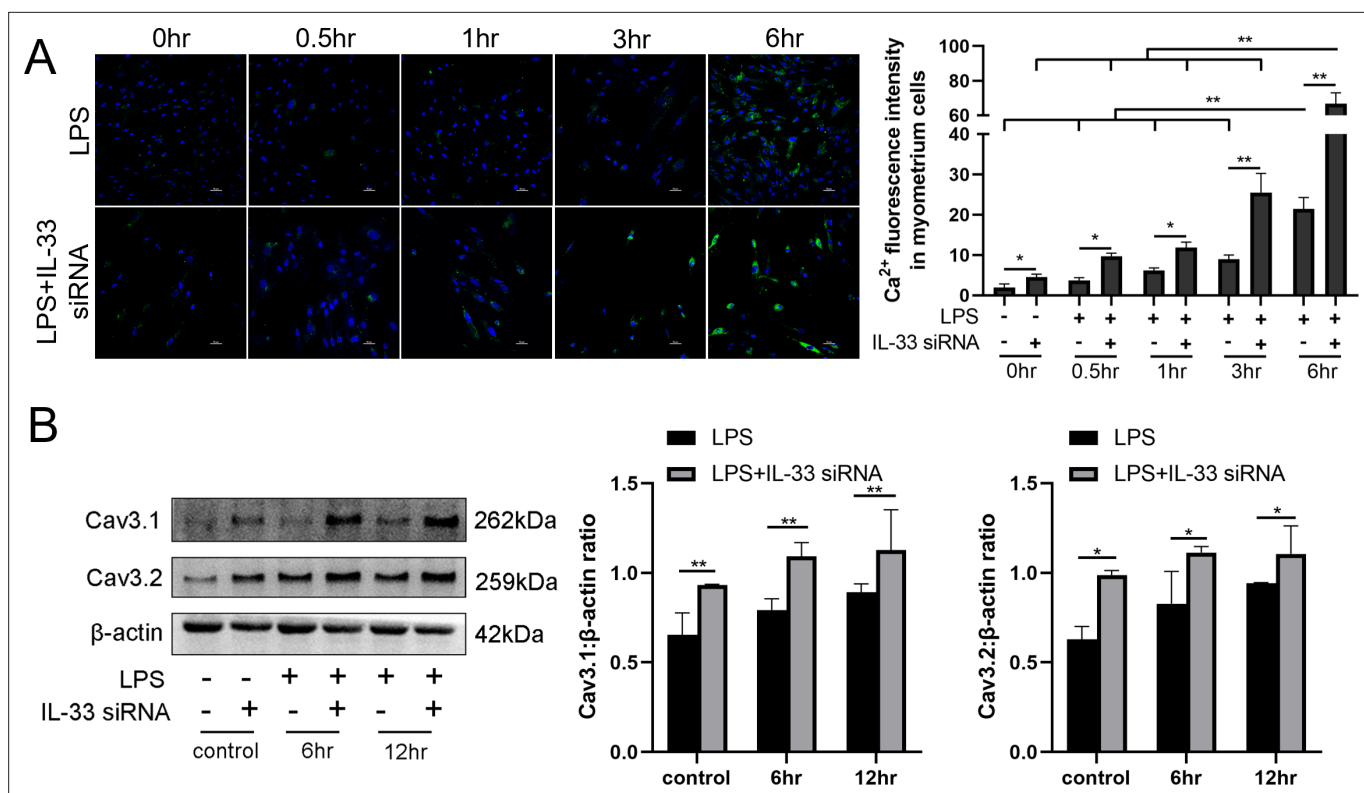 A
0hr 0.5hr 1hr 3hr 6hr
LPS
LPS+IL-33
siRNA
Ca²⁺ fluorescence intensity
in myometrium cells
100
80
60
40
30
20
10
0
* * * ** ** ** **
LPS - - + + + + + + + +
IL-33 siRNA - + - + - + - + - +
0hr 0.5hr 1hr 3hr 6hr
B
Cav3.1 262kDa
Cav3.2 259kDa
β-actin 42kDa
LPS - - + + + +
IL-33 siRNA - + - + - +
control 6hr 12hr
LPS
LPS+IL-33 siRNA
Cav3.1:β-actin ratio
1.5
1.0
0.5
0.0
** ** **
control 6hr 12hr
LPS
LPS+IL-33 siRNA
Cav3.2:β-actin ratio
1.5
1.0
0.5
0.0
* * *
control 6hr 12hr